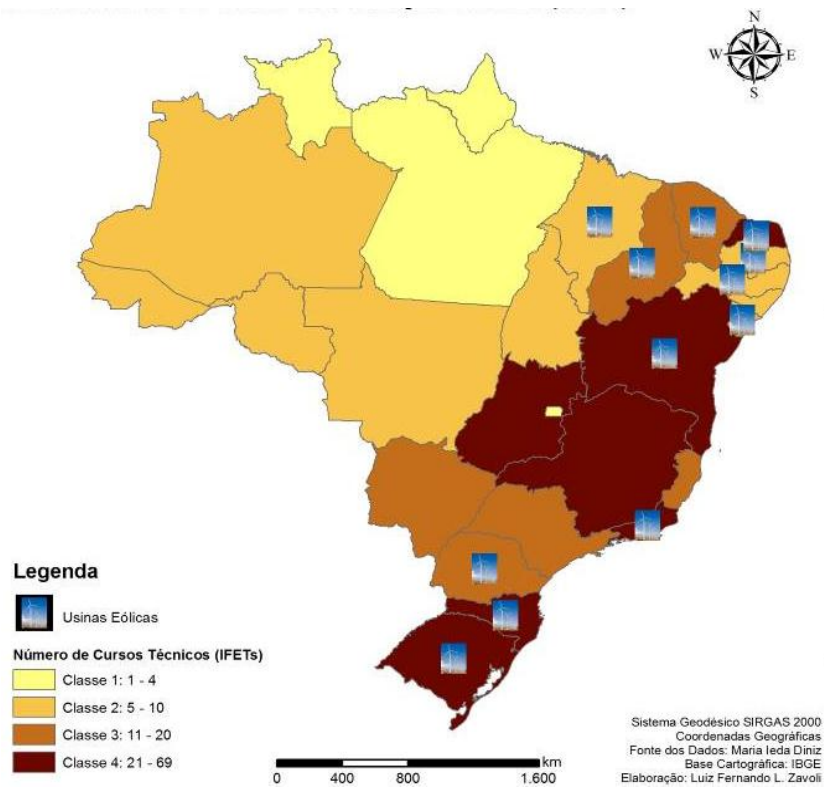 N
W E
S
Legenda
Usinas Eólicas
Número de Cursos Técnicos (IFETs)
Classe 1: 1 - 4
Classe 2: 5 - 10
Classe 3: 11 - 20
Classe 4: 21 - 69
km
0 400 800 1.600
Sistema Geodésico SIRGAS 2000
Coordenadas Geográficas
Fonte dos Dados: Maria Ieda Diniz
Base Cartográfica: IBGE
Elaboração: Luiz Fernando L. Zavoli